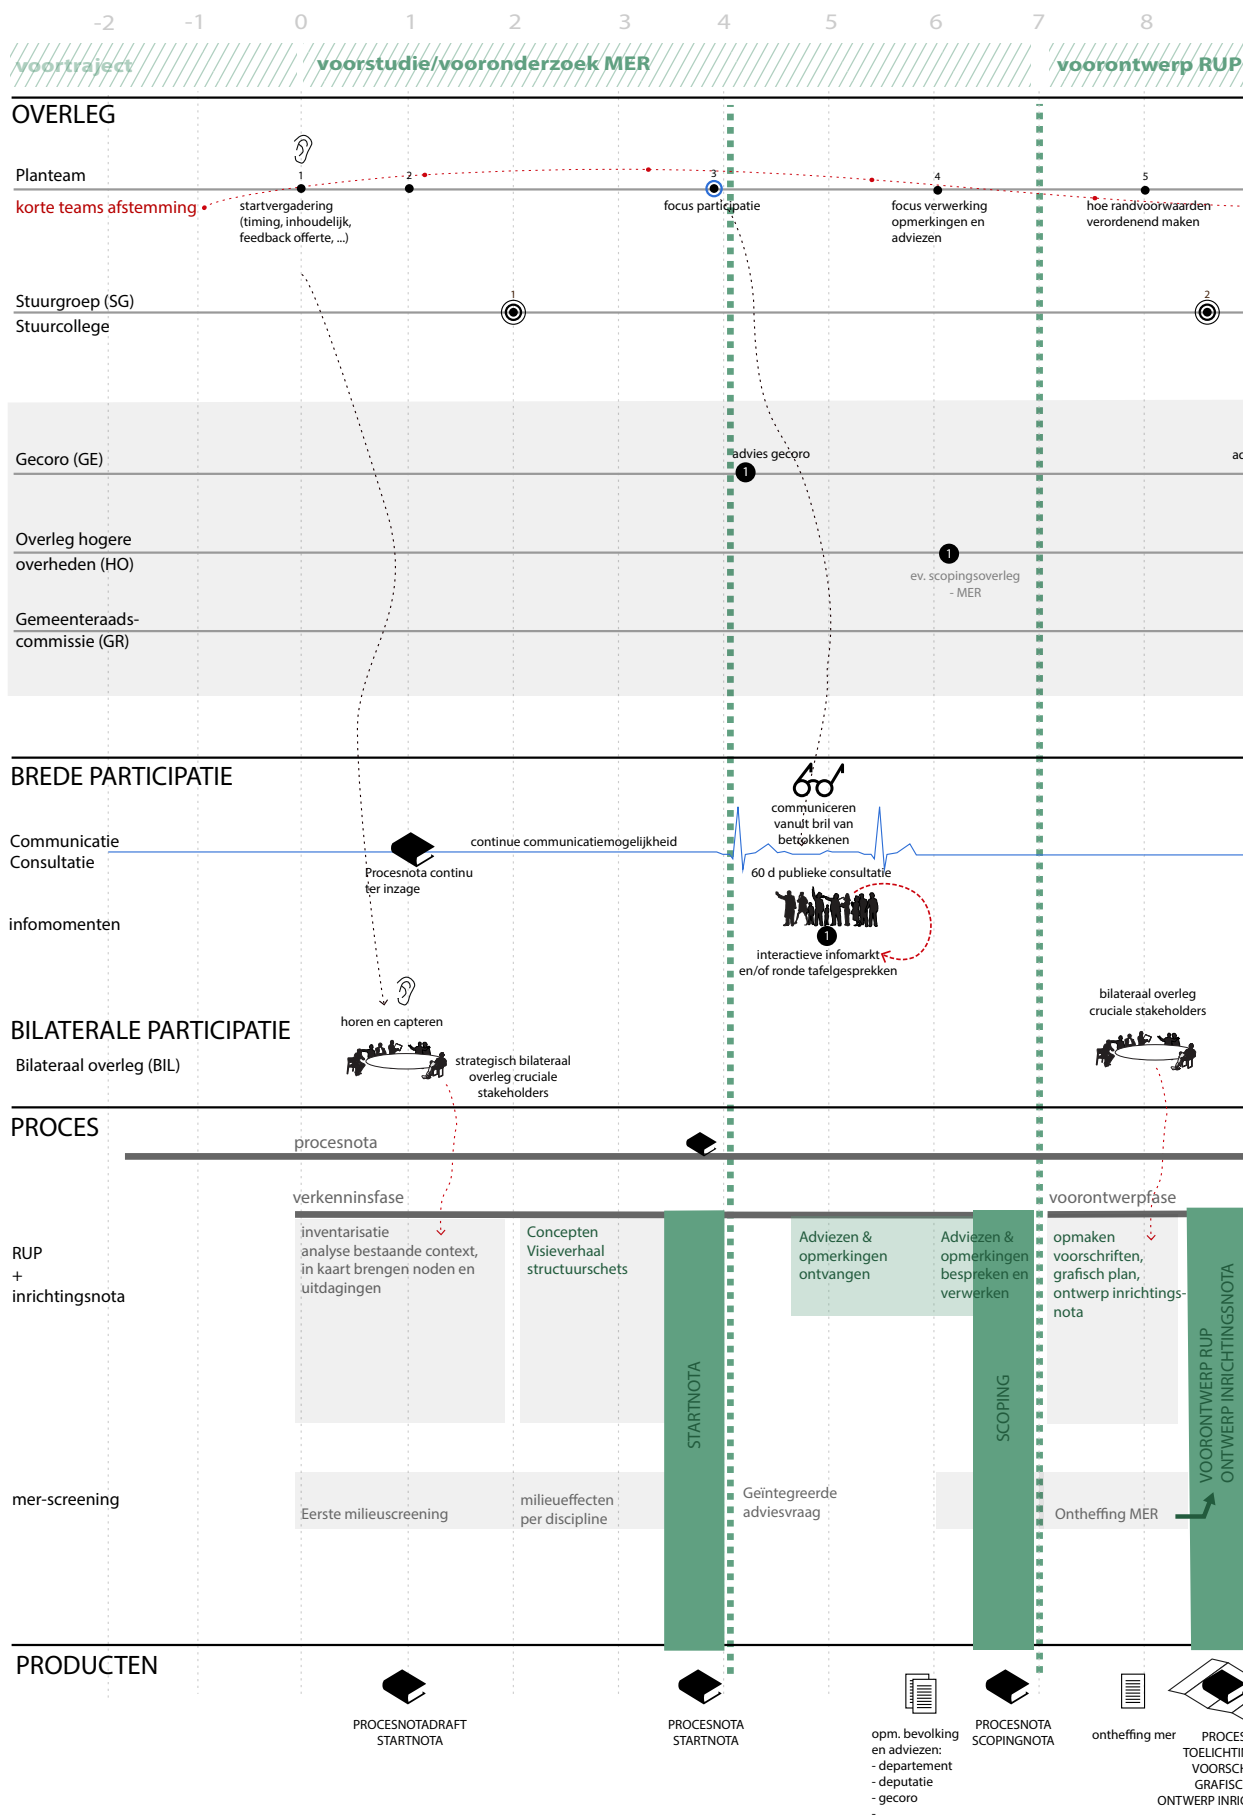 -2 -1 0 1 2 3 4 5 6 7 8
voortraject
voorstudie/vooronderzoek MER
voorontwerp RUP
OVERLEG
Planteam
1 2 3 4 5
korte teams afstemming
startvergadering
(timing, inhoudelijk,
feedback offerte, ...)
focus participatie
focus verwerking
opmerkingen en
adviezen
hoe randvoorwaarden
verordenend maken
Stuurgroep (SG)
Stuurcollege
1 2
Gecoro (GE)
advies gecoro
1
Overleg hogere
overheden (HO)
1
ev. scopingsoverleg
- MER
Gemeenteraads-
commissie (GR)
BREDE PARTICIPATIE
communiceren
vanuit bril van
betrokkenen
Communicatie
Consultatie
continue communicatiemogelijkheid
Procesnota continu
ter inzage
60 d publieke consultatie
infomomenten
1
interactieve infomarkt
en/of ronde tafelgesprekken
horen en capteren
bilateraal overleg
cruciale stakeholders
BILATERALE PARTICIPATIE
Bilateraal overleg (BIL)
strategisch bilateraal
overleg cruciale
stakeholders
PROCES
procesnota
verkenninsfase
voorontwerpfase
RUP
+
inrichtingsnota
inventarisatie
analyse bestaande context,
in kaart brengen noden en
uitdagingen
Concepten
Visieverhaal
structuurschets
STARTNOTA
Adviezen &
opmerkingen
ontvangen
Adviezen &
opmerkingen
bespreken en
verwerken
SCOPING
opmaken
voorschriften,
grafisch plan,
ontwerp inrichtings-
nota
VOORONTWERP RUP
ONTWERP INRICHTINGSNOTA
mer-screening
Eerste milieuscreening
milieueffecten
per discipline
Geïntegreerde
adviesvraag
Ontheffing MER
PRODUCTEN
PROCESNOTADRAFT
STARTNOTA
PROCESNOTA
STARTNOTA
opm. bevolking
en adviezen:
- departement
- deputatie
- gecoro
PROCESNOTA
SCOPINGNOTA
ontheffing mer
PROCES
TOELICHTIN
VOORSCH
GRAFISC
ONTWERP INRIC